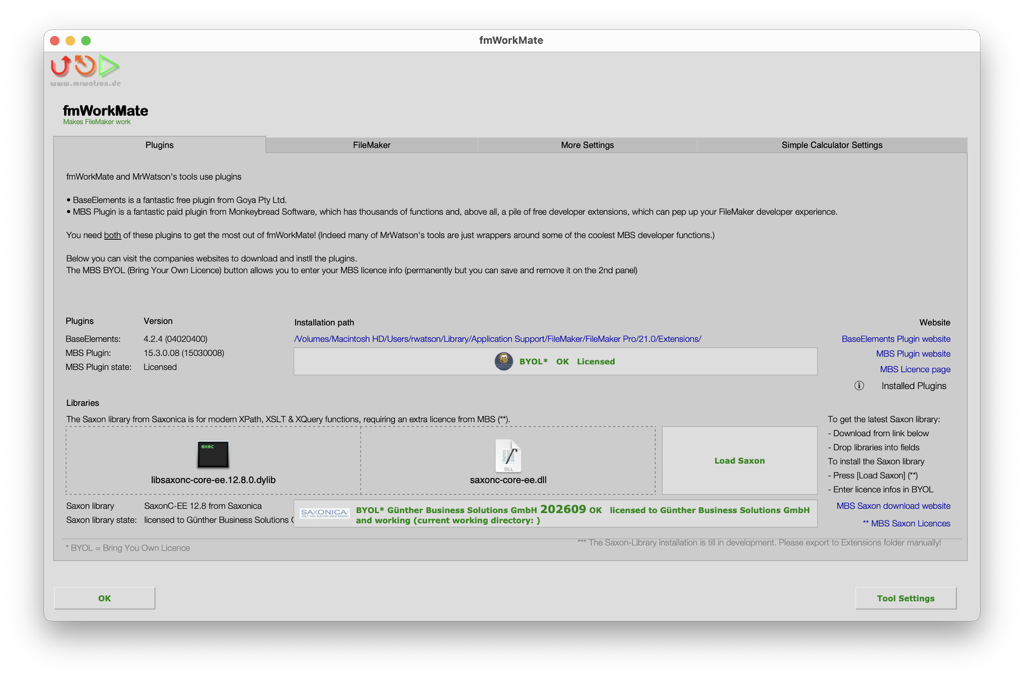 fmWorkMate
www.mrwatson.de
fmWorkMate
Makes FileMaker work
Plugins
FileMaker
More Settings
Simple Calculator Settings
fmWorkMate and MrWatson's tools use plugins
• BaseElements is a fantastic free plugin from Goya Pty Ltd.
• MBS Plugin is a fantastic paid plugin from Monkeybread Software, which has thousands of functions and, above all, a pile of free developer extensions, which can pep up your FileMaker developer experience.
You need both of these plugins to get the most out of fmWorkMate! (Indeed many of MrWatson's tools are just wrappers around some of the coolest MBS developer functions.)
Below you can visit the companies websites to download and instll the plugins.
The MBS BYOL (Bring Your Own Licence) button allows you to enter your MBS licence info (permanently but you can save and remove it on the 2nd panel)
Plugins
Version
Installation path
Website
BaseElements:
4.2.4 (04020400)
/Volumes/Macintosh HD/Users/rwatson/Library/Application Support/FileMaker/FileMaker Pro/21.0/Extensions/
BaseElements Plugin website
MBS Plugin:
15.3.0.08 (15030008)
BYOL* OK Licensed
MBS Plugin website
MBS Plugin state:
Licensed
MBS Licence page
Installed Plugins
Libraries
The Saxon library from Saxonica is for modern XPath, XSLT & XQuery functions, requiring an extra licence from MBS (**).
exec
libsaxonc-core-ee.12.8.0.dylib
DLL
saxonc-core-ee.dll
Load Saxon
To get the latest Saxon library:
- Download from link below
- Drop libraries into fields
To install the Saxon library
- Press [Load Saxon] (**)
- Enter licence infos in BYOL
Saxon library
SaxonC-EE 12.8 from Saxonica
Saxon library state:
licensed to Günther Business Solutions G
SAXONICA
BYOL* Günther Business Solutions GmbH 202609 OK licensed to Günther Business Solutions GmbH
and working (current working directory: )
MBS Saxon download website
** MBS Saxon Licences
* BYOL = Bring You Own Licence
*** The Saxon-Library installation is till in development. Please export to Extensions folder manually!
OK
Tool Settings